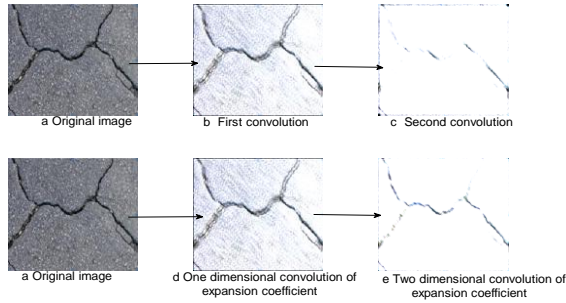 a Original image
b First convolution
c Second convolution
a Original image
d One dimensional convolution of
expansion coefficient
e Two dimensional convolution of
expansion coefficient